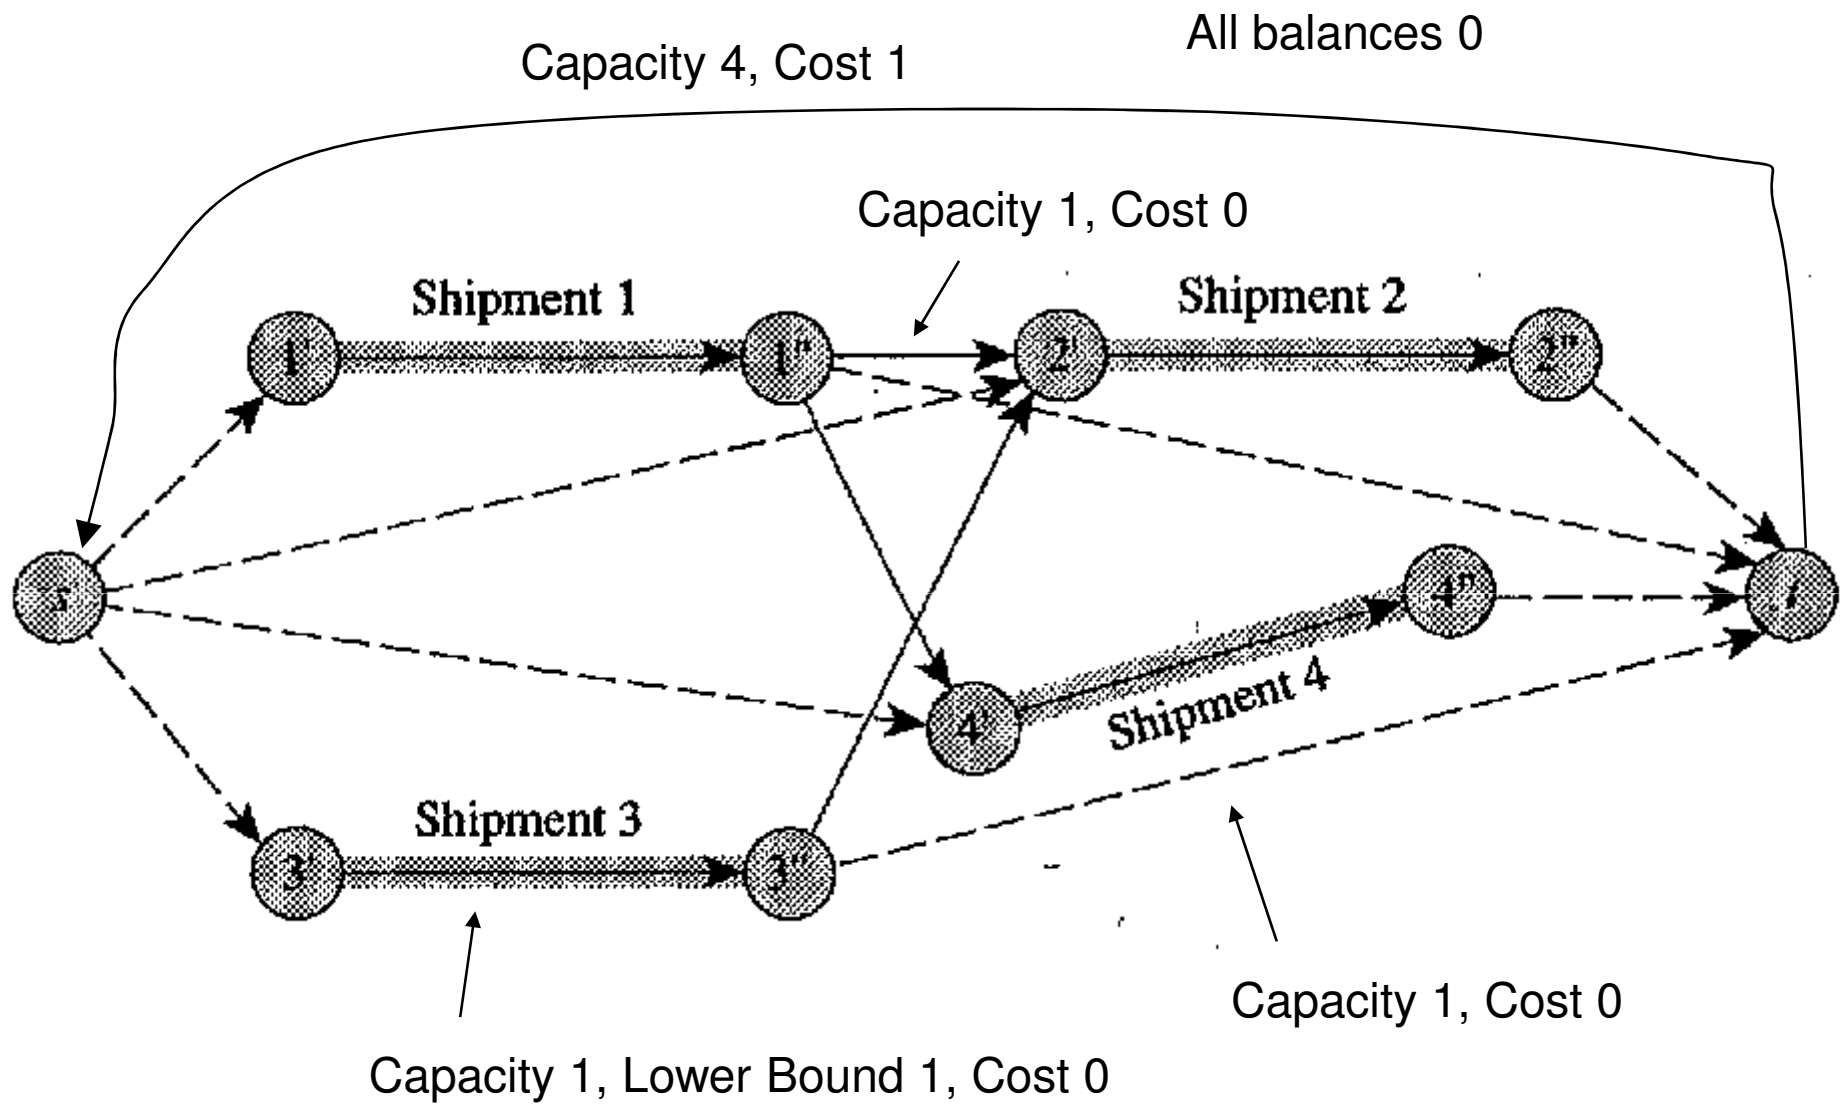 All balances 0
Capacity 4, Cost 1
Capacity 1, Cost 0
Shipment 1
Shipment 2
1'
1"
2'
2"
s
4"
t
Shipment 4
4'
Shipment 3
3'
3"
Capacity 1, Cost 0
Capacity 1, Lower Bound 1, Cost 0